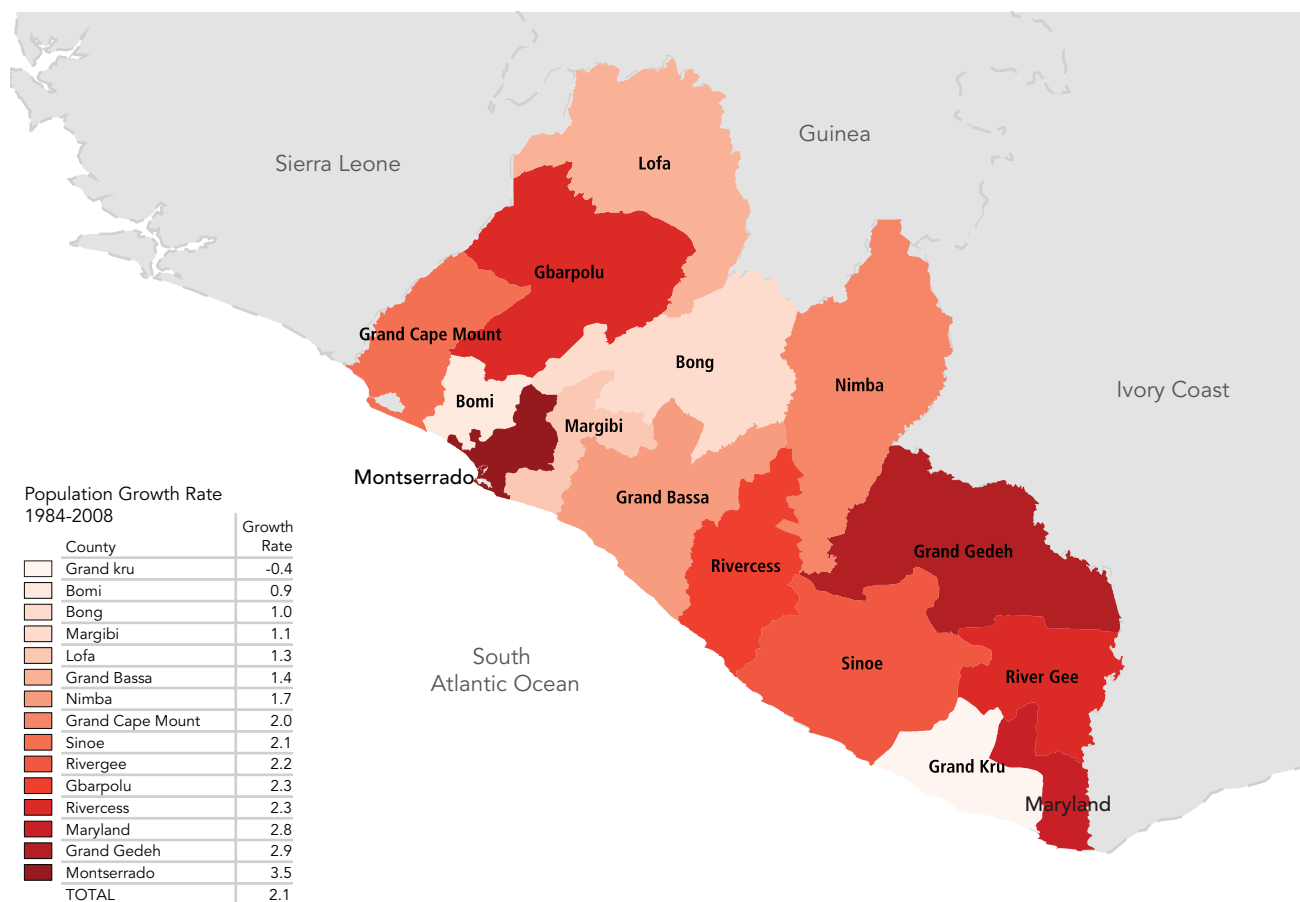 Guinea
Sierra Leone
Lofa
Gbarpolu
Grand Cape Mount
Bong
Nimba
Ivory Coast
Bomi
Margibi
Montserrado
Grand Bassa
Grand Gedeh
Rivercess
South
Atlantic Ocean
Sinoe
River Gee
Grand Kru
Maryland
Population Growth Rate
1984-2008
County Growth Rate
Grand kru -0.4
Bomi 0.9
Bong 1.0
Margibi 1.1
Lofa 1.3
Grand Bassa 1.4
Nimba 1.7
Grand Cape Mount 2.0
Sinoe 2.1
Rivergee 2.2
Gbarpolu 2.3
Rivercess 2.3
Maryland 2.8
Grand Gedeh 2.9
Montserrado 3.5
TOTAL 2.1